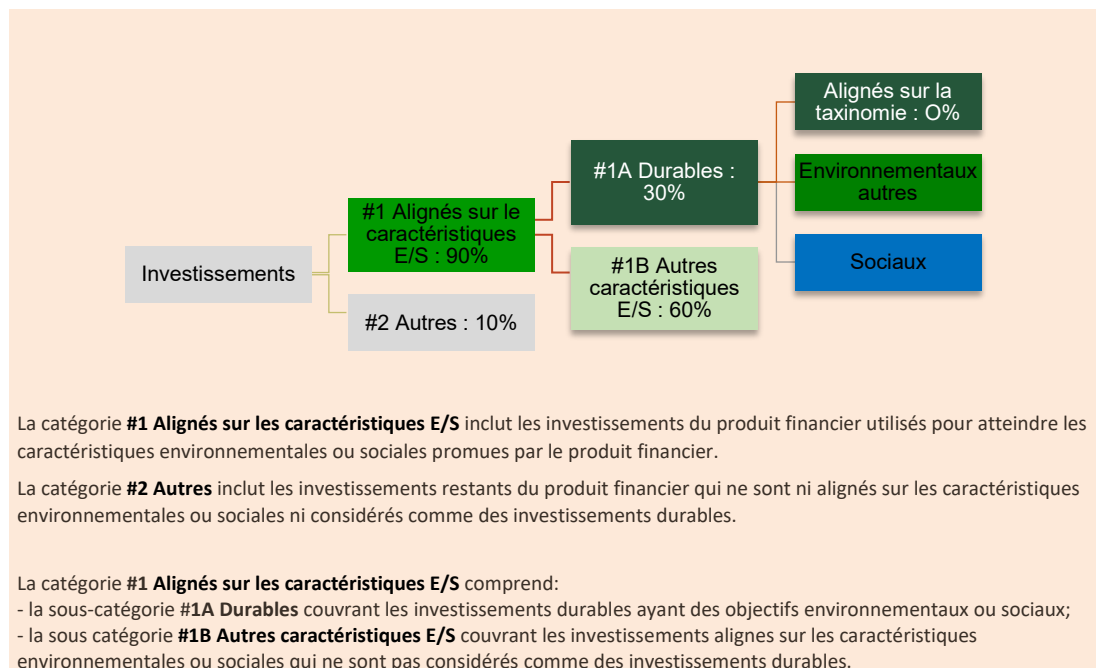 Investissements
#1 Alignés sur le
caractéristiques
E/S : 90%
#2 Autres : 10%
#1A Durables :
30%
#1B Autres
caractéristiques
E/S : 60%
Alignés sur la
taxinomie : O%
Environnementaux
autres
Sociaux
La catégorie #1 Alignés sur les caractéristiques E/S inclut les investissements du produit financier utilisés pour atteindre les
caractéristiques environnementales ou sociales promues par le produit financier.
La catégorie #2 Autres inclut les investissements restants du produit financier qui ne sont ni alignés sur les caractéristiques
environnementales ou sociales ni considérés comme des investissements durables.
La catégorie #1 Alignés sur les caractéristiques E/S comprend:
- la sous-catégorie #1A Durables couvrant les investissements durables ayant des objectifs environnementaux ou sociaux;
- la sous catégorie #1B Autres caractéristiques E/S couvrant les investissements alignes sur les caractéristiques
environnementales ou sociales qui ne sont pas considérés comme des investissements durables.